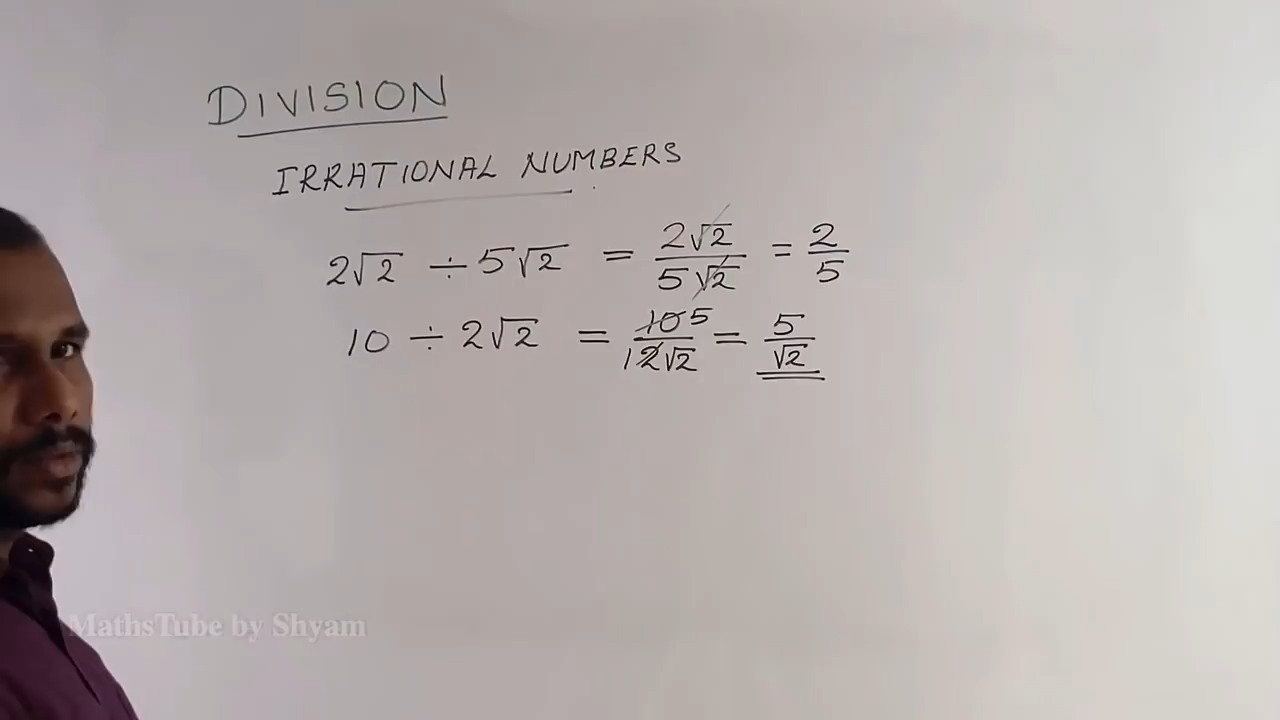 DIVISION
IRRATIONAL NUMBERS
2√2 ÷ 5√2 = 2√2/5√2 = 2/5
10 ÷ 2√2 = 10 5/1 2√2 = 5/√2
MathsTube by Shyam